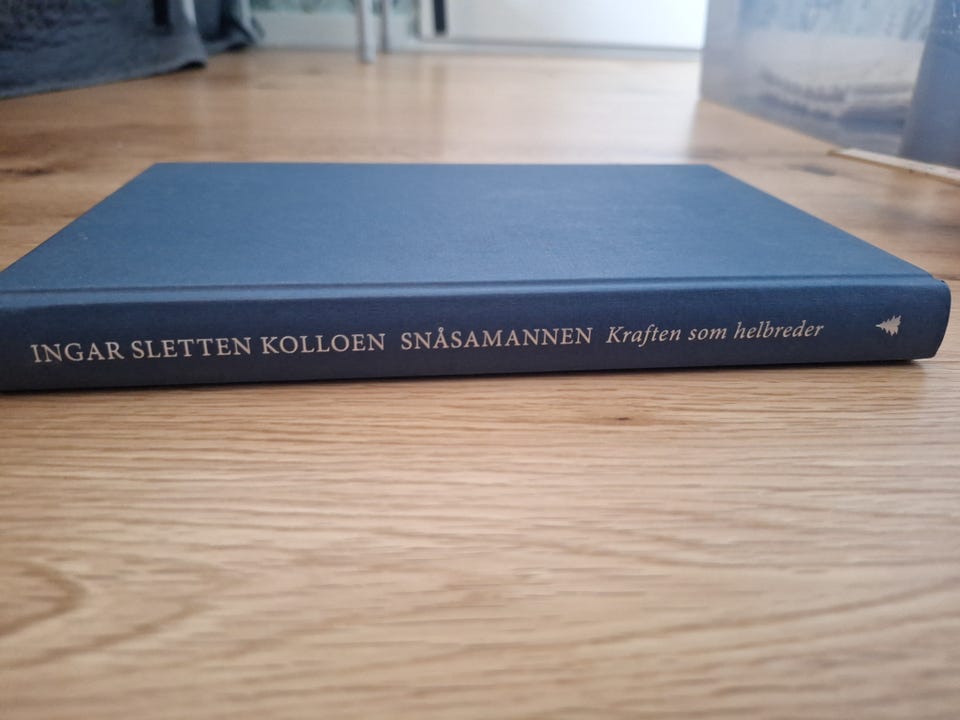 INGAR SLETTEN KOLLOEN SNÅSAMANNEN Kraften som helbreder